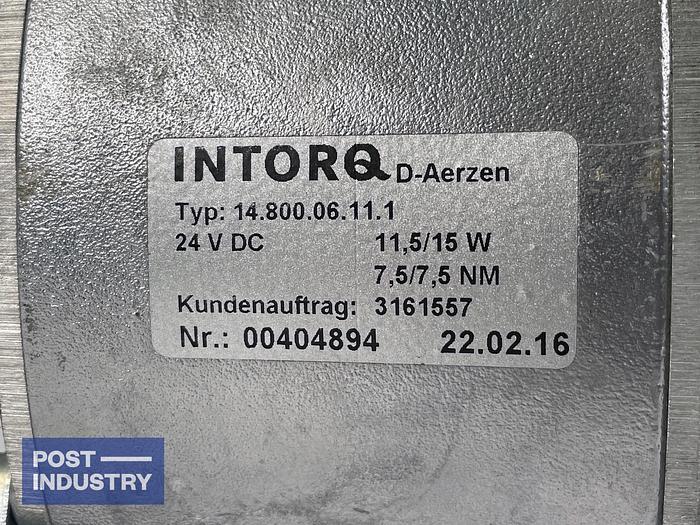 INTORQ D-Aerzen
Typ: 14.800.06.11.1
24 V DC 11,5/15 W
7,5/7,5 NM
Kundenauftrag: 3161557
Nr.: 00404894 22.02.16
POST
INDUSTRY